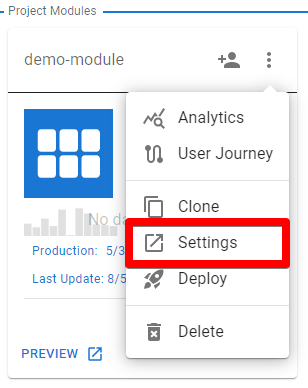 Project Modules
demo-module
Analytics
User Journey
No da
Clone
Settings
Production: 5/3
Last Update: 8/5
Deploy
Delete
PREVIEW